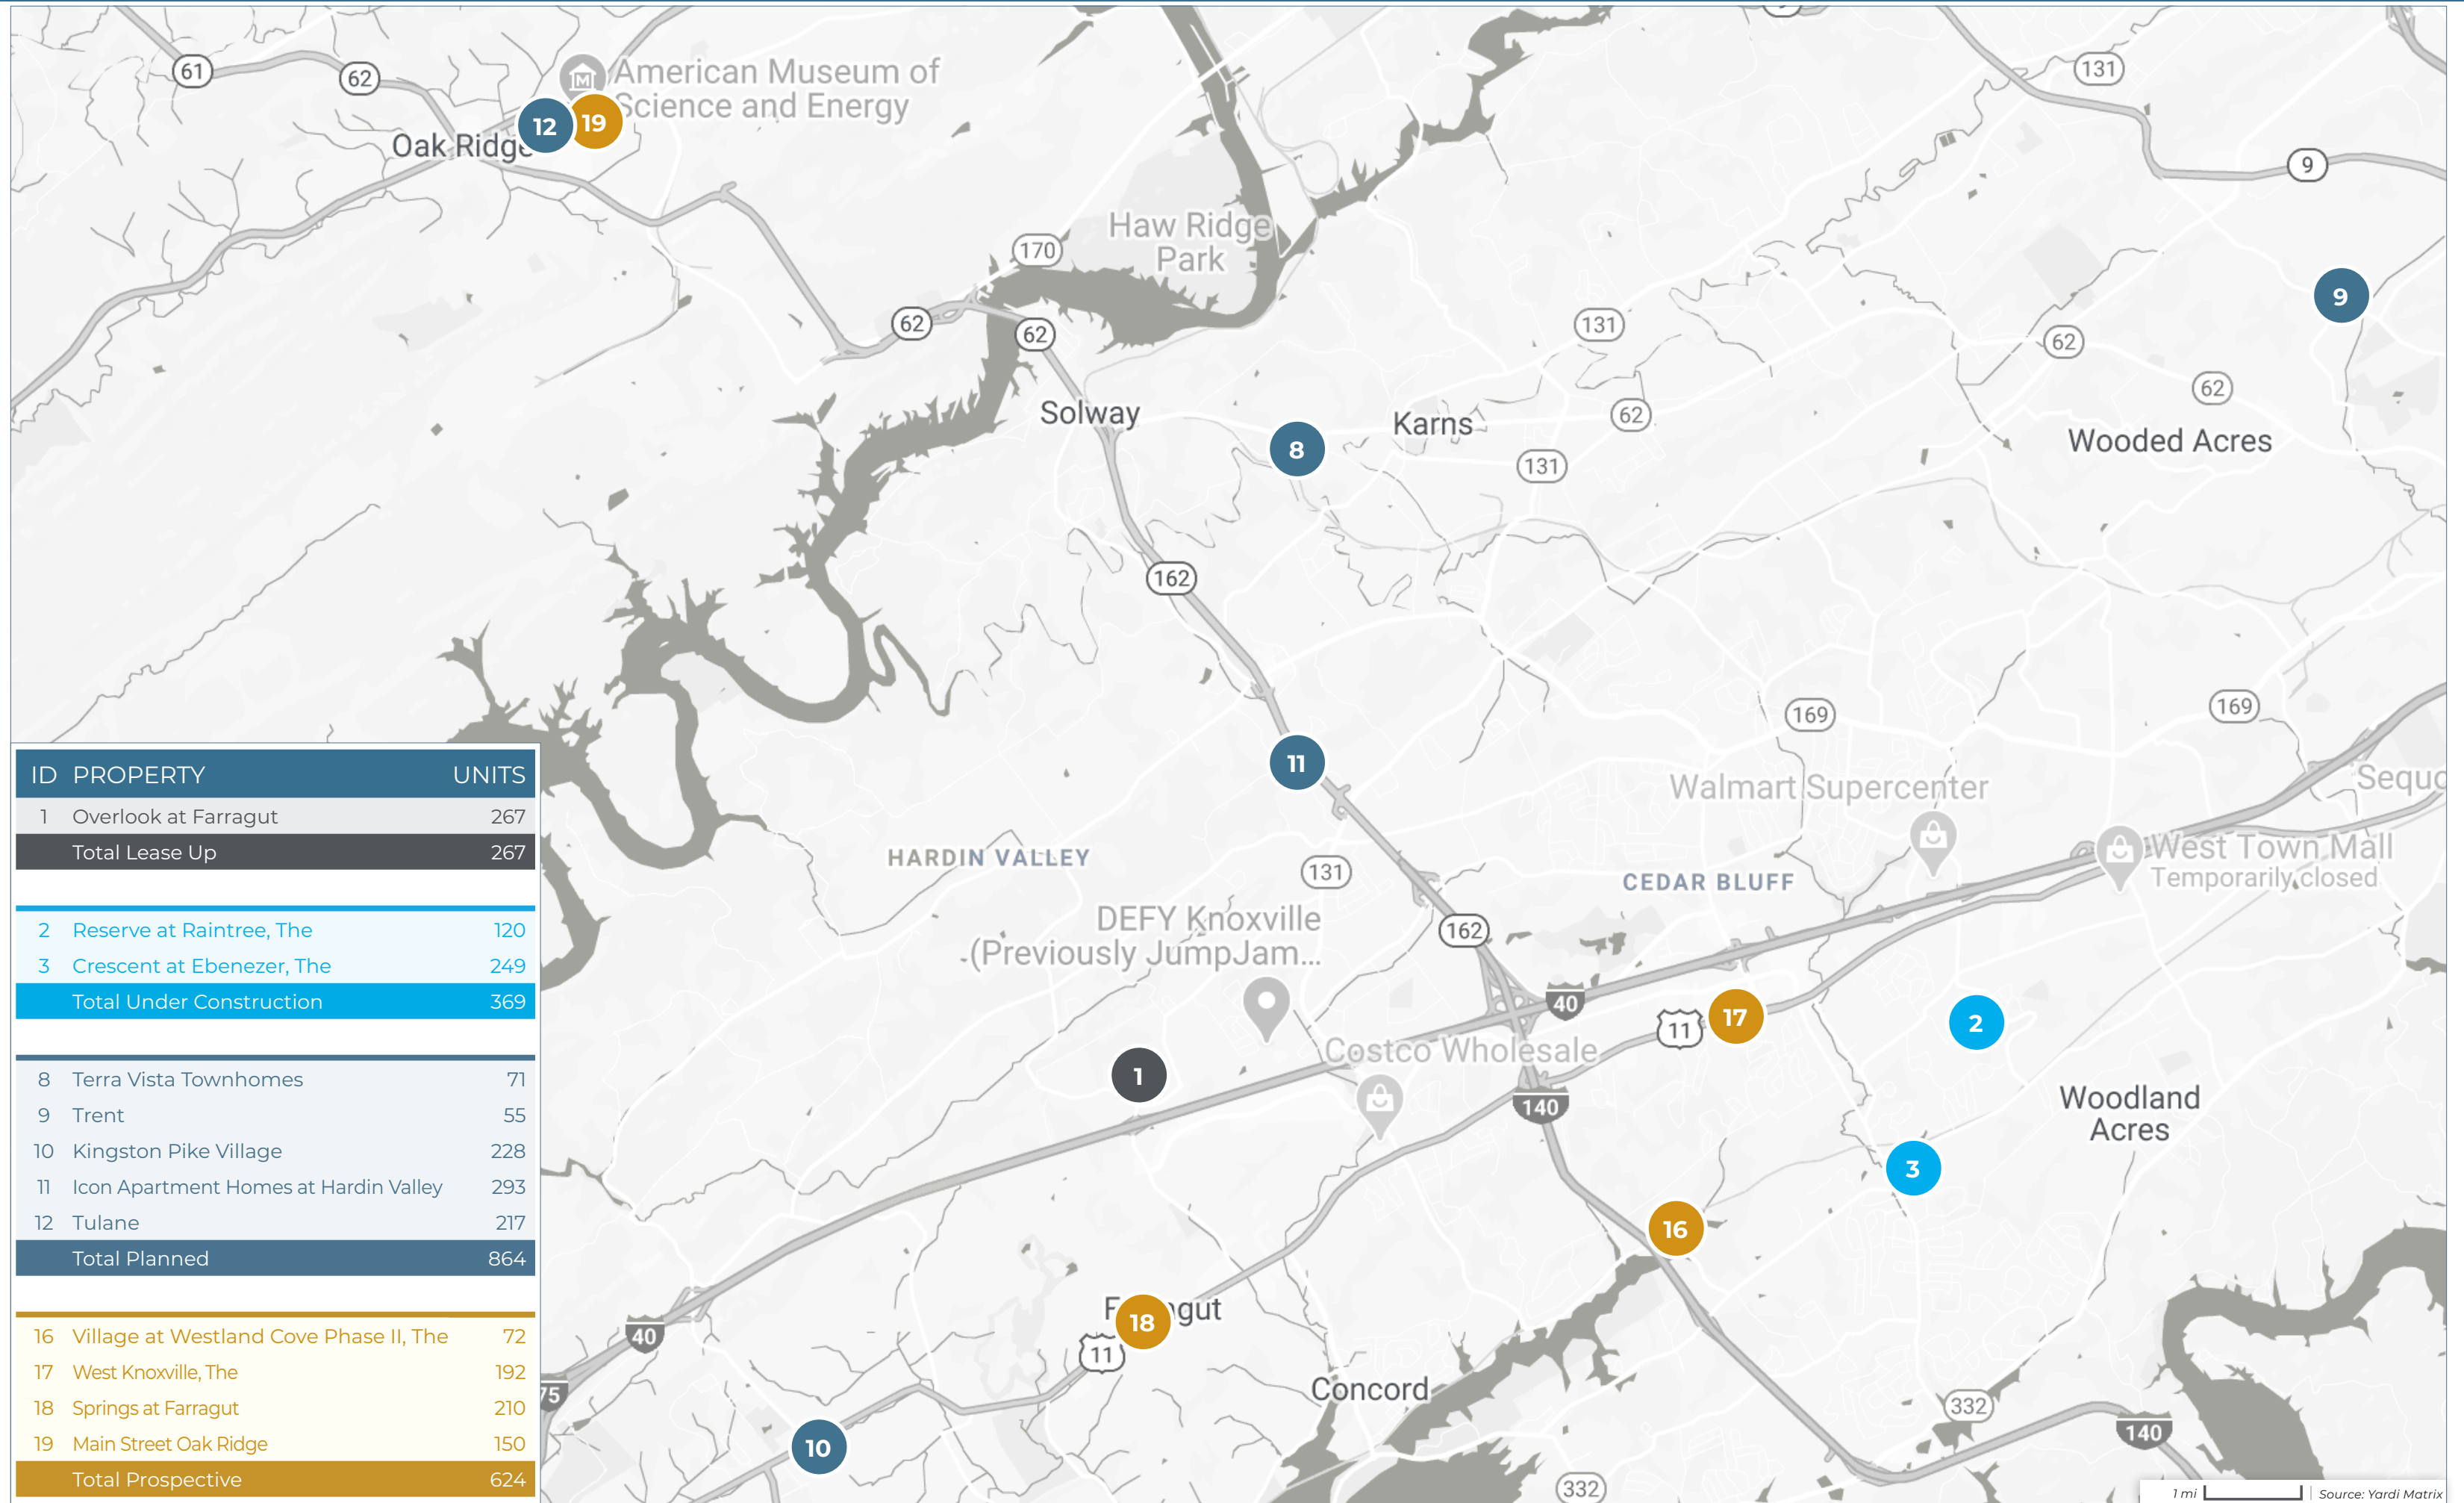 61
62
American Museum of
Science and Energy
12
19
Oak Ridge
131
9
Haw Ridge
Park
170
9
62
62
131
62
62
Solway
Karns
62
Wooded Acres
8
131
162
169
169
11
Walmart Supercenter
Sequo
HARDIN VALLEY
131
CEDAR BLUFF
West Town Mall
Temporarily closed
DEFY Knoxville
(Previously JumpJam...
162
40
17
11
2
Costco Wholesale
1
140
Woodland
Acres
3
16
Farragut
18
11
40
75
Concord
332
140
10
332
ID PROPERTY UNITS
1 Overlook at Farragut 267
Total Lease Up 267
2 Reserve at Raintree, The 120
3 Crescent at Ebenezer, The 249
Total Under Construction 369
8 Terra Vista Townhomes 71
9 Trent 55
10 Kingston Pike Village 228
11 Icon Apartment Homes at Hardin Valley 293
12 Tulane 217
Total Planned 864
16 Village at Westland Cove Phase II, The 72
17 West Knoxville, The 192
18 Springs at Farragut 210
19 Main Street Oak Ridge 150
Total Prospective 624
1 mi
Source: Yardi Matrix